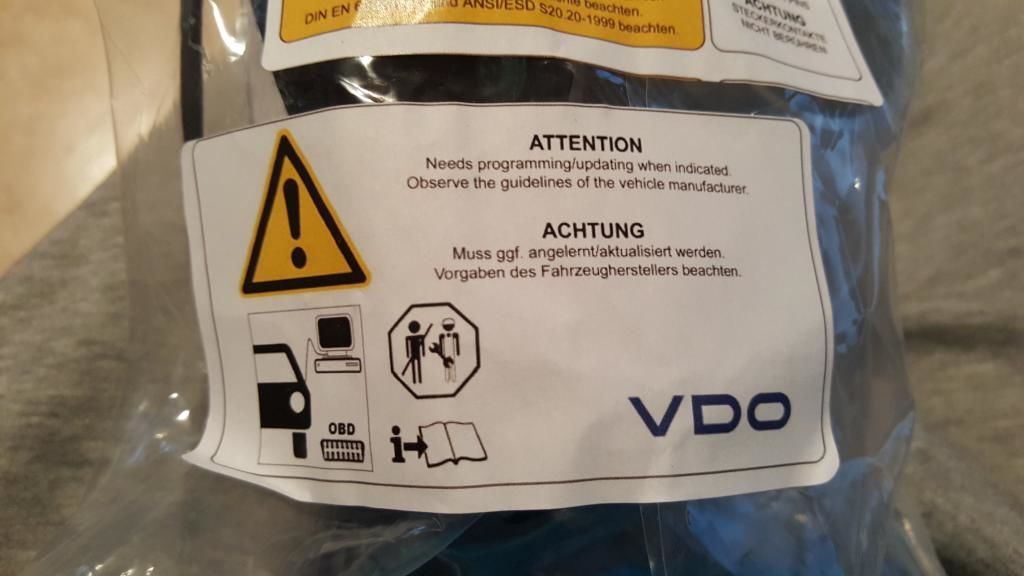 beachten.
DIN EN 6 und ANSI/ESD S20.20-1999 beachten.
ACHTUNG
STECKERKONTAKTE
NICHT BERÜHREN
ATTENTION
Needs programming/updating when indicated.
Observe the guidelines of the vehicle manufacturer.
ACHTUNG
Muss ggf. angelernt/aktualisiert werden.
Vorgaben des Fahrzeugherstellers beachten.
OBD
i
VDO